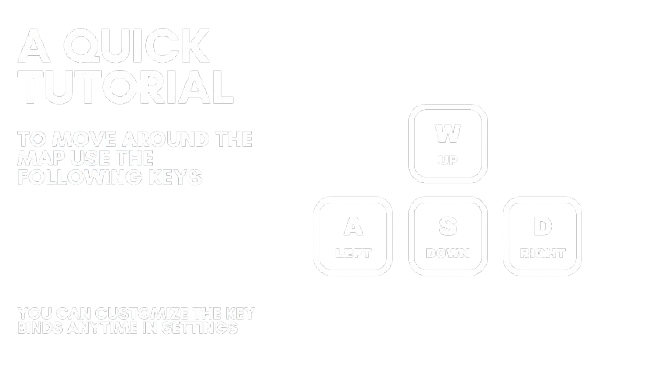 A QUICK
TUTORIAL
TO MOVE AROUND THE
MAP USE THE
FOLLOWING KEYS
W
UP
A
LEFT
S
DOWN
D
RIGHT
YOU CAN CUSTOMIZE THE KEY
BINDS ANYTIME IN SETTINGS